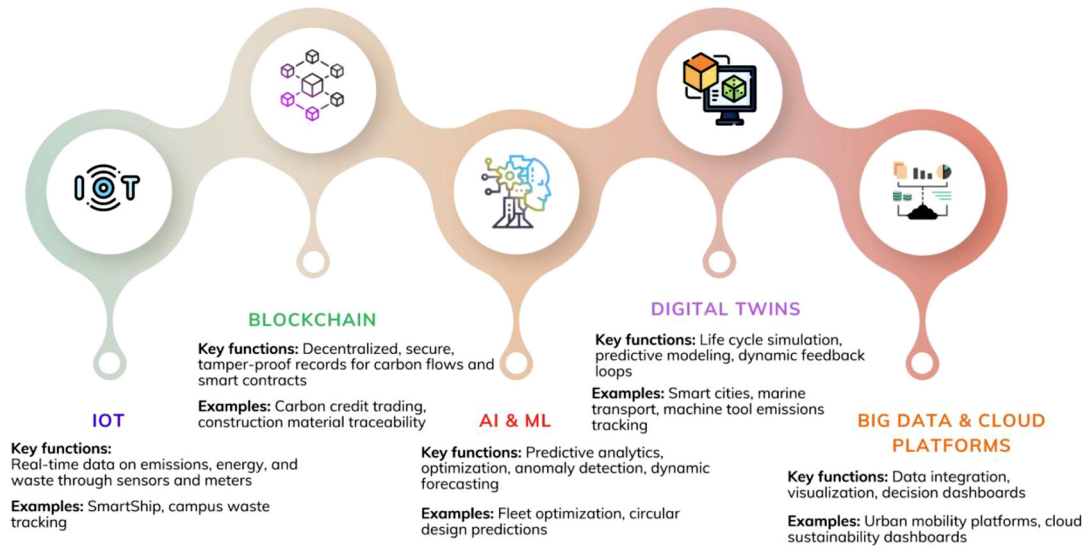 IOT
BLOCKCHAIN
Key functions: Decentralized, secure,
tamper-proof records for carbon flows and
smart contracts
Examples: Carbon credit trading,
construction material traceability
DIGITAL TWINS
Key functions: Life cycle simulation,
predictive modeling, dynamic feedback
loops
Examples: Smart cities, marine
transport, machine tool emissions
tracking
IOT
Key functions:
Real-time data on emissions, energy, and
waste through sensors and meters
Examples: SmartShip, campus waste
tracking
AI & ML
Key functions: Predictive analytics,
optimization, anomaly detection, dynamic
forecasting
Examples: Fleet optimization, circular
design predictions
BIG DATA & CLOUD
PLATFORMS
Key functions: Data integration,
visualization, decision dashboards
Examples: Urban mobility platforms, cloud
sustainability dashboards